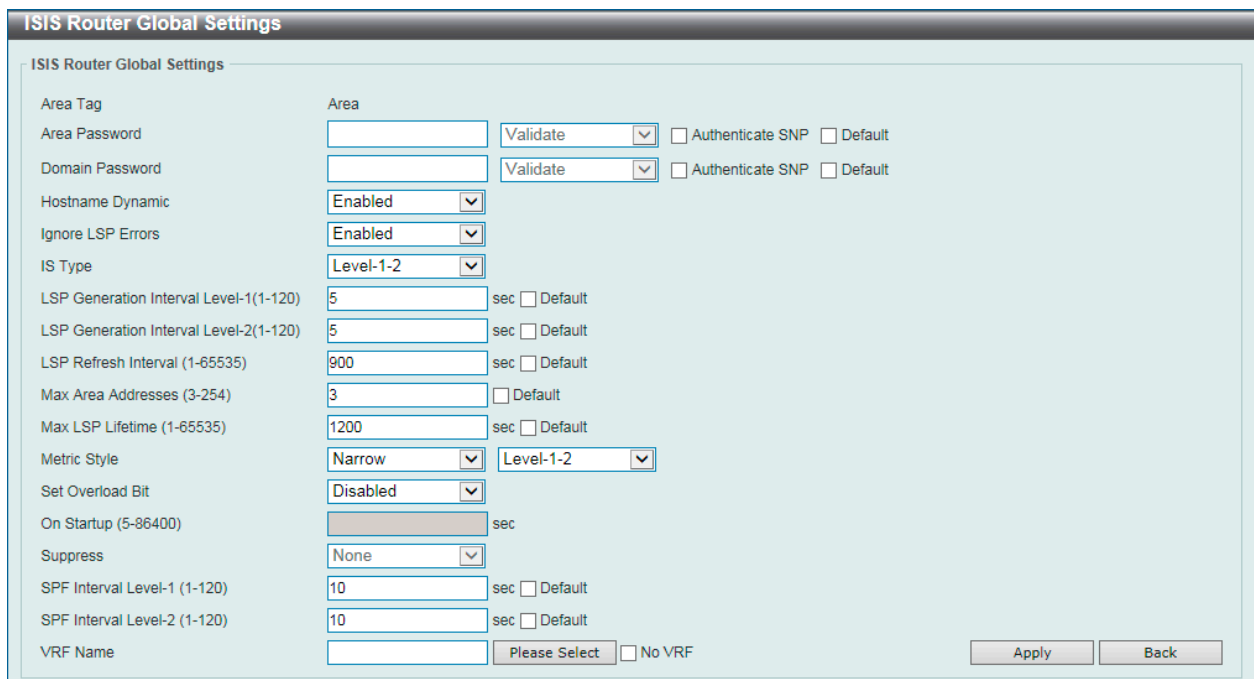 ISIS Router Global Settings
ISIS Router Global Settings
Area Tag Area
Area Password Validate Authenticate SNP Default
Domain Password Validate Authenticate SNP Default
Hostname Dynamic Enabled
Ignore LSP Errors Enabled
IS Type Level-1-2
LSP Generation Interval Level-1(1-120) 5 sec Default
LSP Generation Interval Level-2(1-120) 5 sec Default
LSP Refresh Interval (1-65535) 900 sec Default
Max Area Addresses (3-254) 3 Default
Max LSP Lifetime (1-65535) 1200 sec Default
Metric Style Narrow Level-1-2
Set Overload Bit Disabled
On Startup (5-86400) sec
Suppress None
SPF Interval Level-1 (1-120) 10 sec Default
SPF Interval Level-2 (1-120) 10 sec Default
VRF Name Please Select No VRF Apply Back